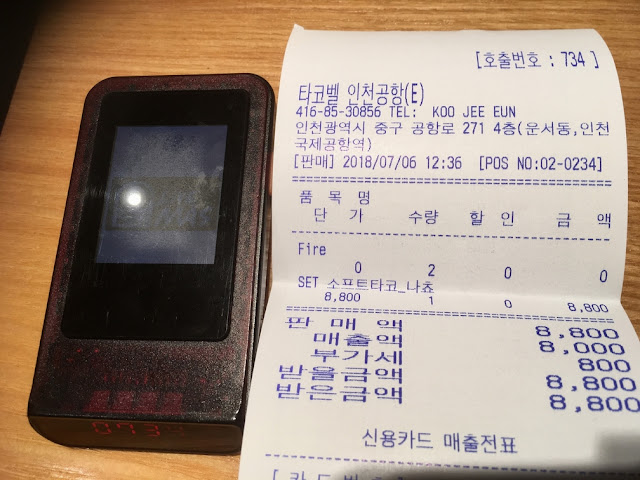 [호출번호 : 734 ]
타코벨 인천공항(E)
416-85-30856 TEL: KOO JEE EUN
인천광역시 중구 공항로 271 4층(운서동,인천
국제공항역)
[판매] 2018/07/06 12:36 [POS NO:02-0234]
품 목 명
단 가 수량 할 인 금 액
Fire
0 2 0 0
SET 소프트타코_나쵸
8,800 1 0 8,800
판 매 액 8,800
매출액 8,000
부가세 800
받을금액 8,800
받은금액 8,800
신용카드 매출전표